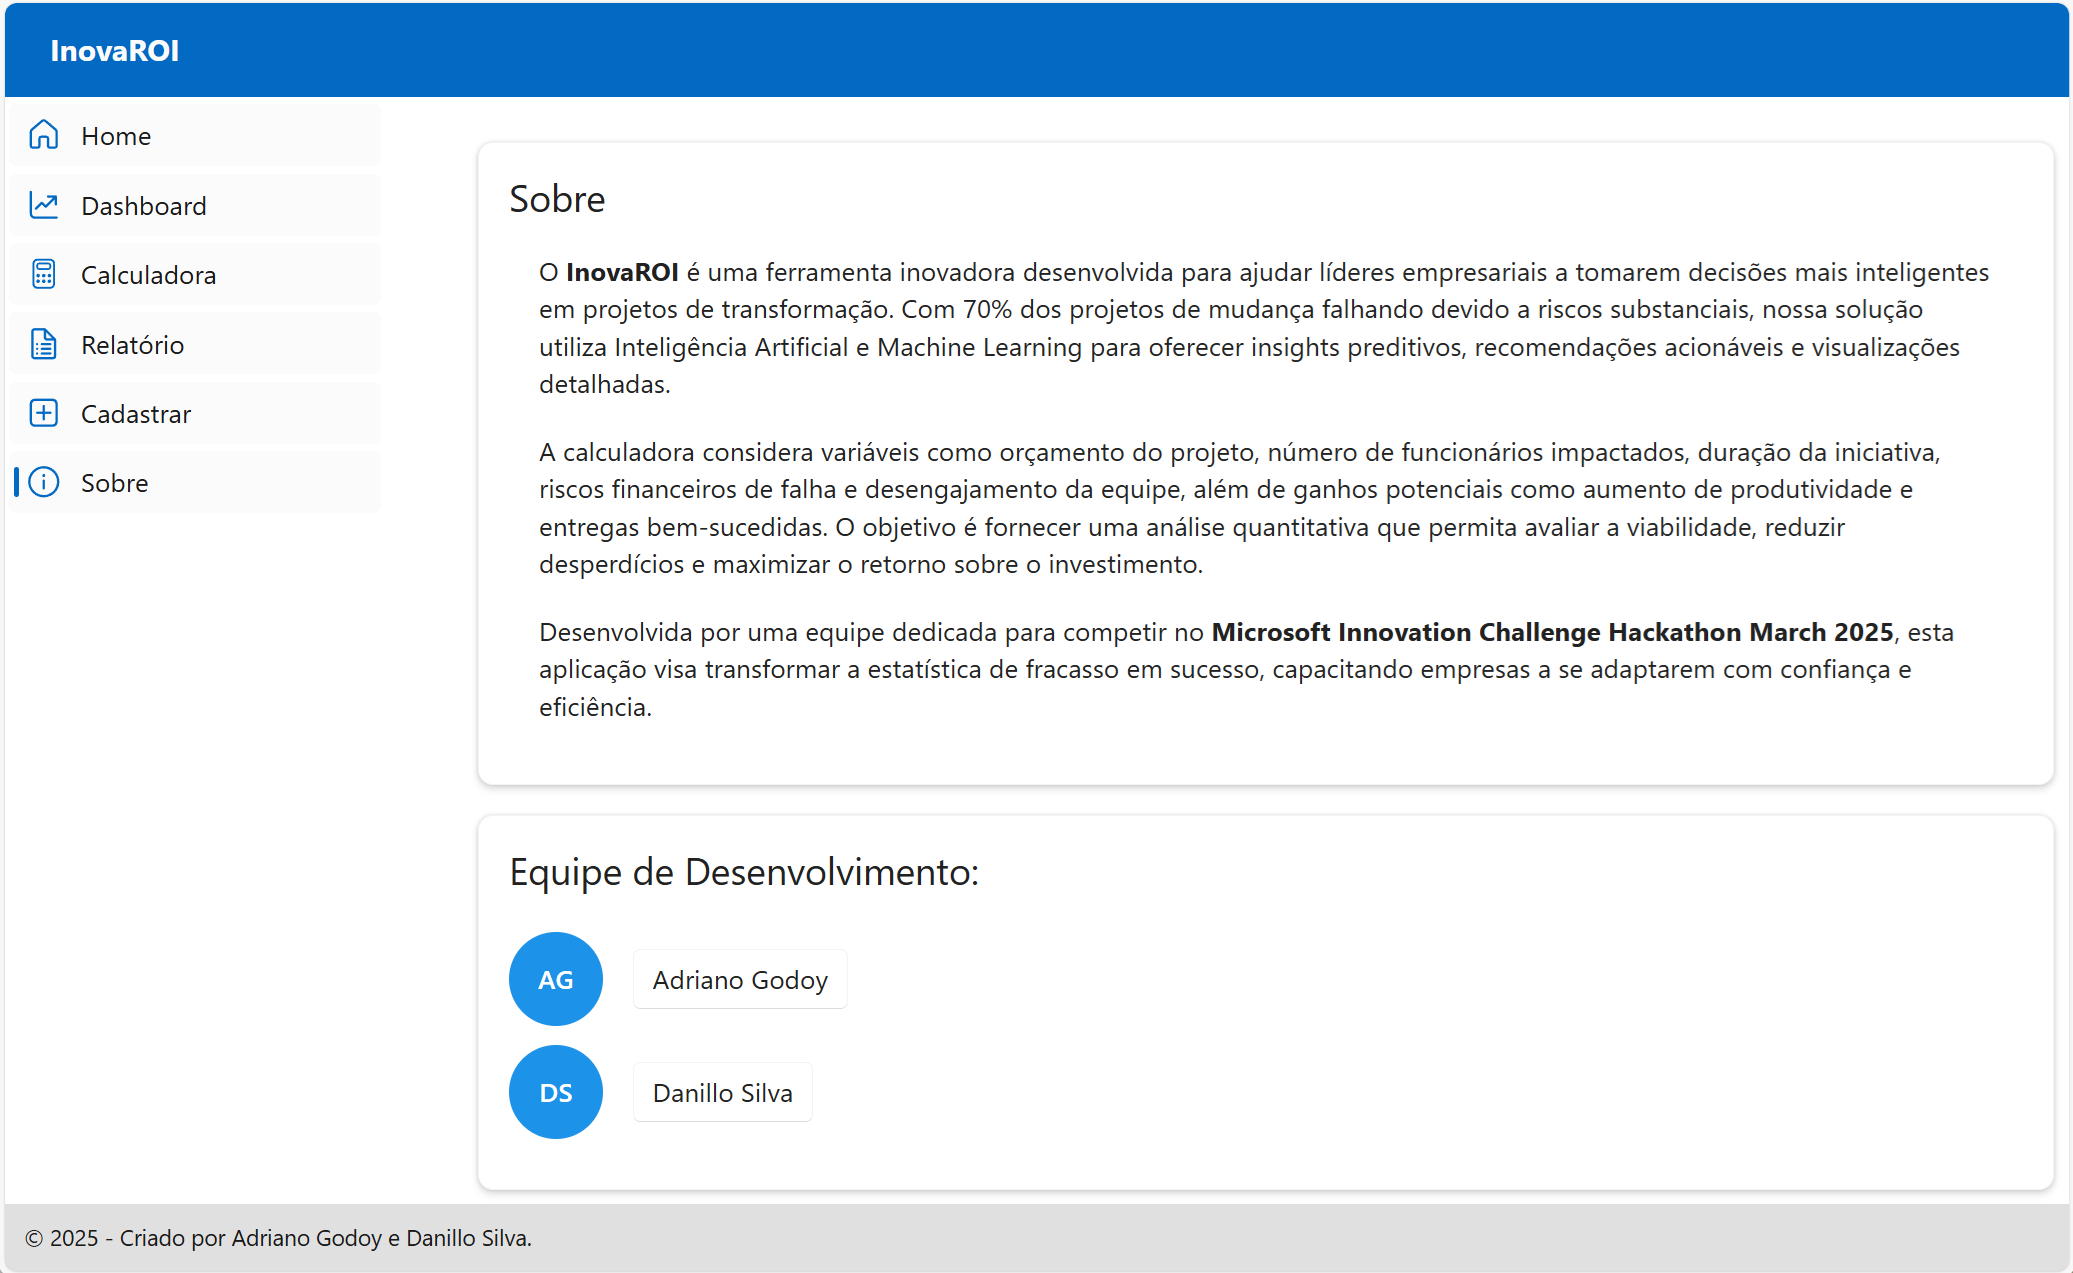 InovaROI
Home
Dashboard
Calculadora
Relatório
Cadastrar
Sobre
Sobre
O InovaROI é uma ferramenta inovadora desenvolvida para ajudar líderes empresariais a tomarem decisões mais inteligentes
em projetos de transformação. Com 70% dos projetos de mudança falhando devido a riscos substanciais, nossa solução
utiliza Inteligência Artificial e Machine Learning para oferecer insights preditivos, recomendações acionáveis e visualizações
detalhadas.
A calculadora considera variáveis como orçamento do projeto, número de funcionários impactados, duração da iniciativa,
riscos financeiros de falha e desengajamento da equipe, além de ganhos potenciais como aumento de produtividade e
entregas bem-sucedidas. O objetivo é fornecer uma análise quantitativa que permita avaliar a viabilidade, reduzir
desperdícios e maximizar o retorno sobre o investimento.
Desenvolvida por uma equipe dedicada para competir no Microsoft Innovation Challenge Hackathon March 2025, esta
aplicação visa transformar a estatística de fracasso em sucesso, capacitando empresas a se adaptarem com confiança e
eficiência.
Equipe de Desenvolvimento:
AG
Adriano Godoy
DS
Danillo Silva
© 2025 - Criado por Adriano Godoy e Danillo Silva.